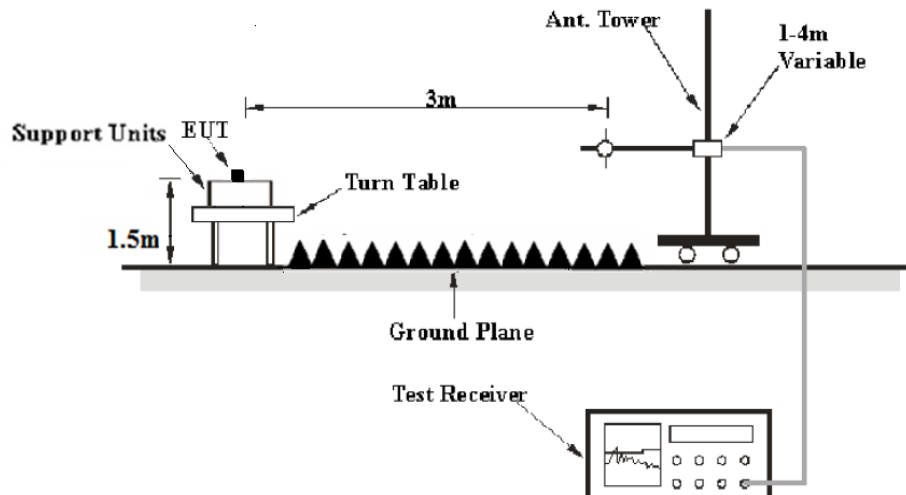 Ant. Tower
1-4m
Variable
3m
Support Units
EUT
Turn Table
1.5m
Ground Plane
Test Receiver